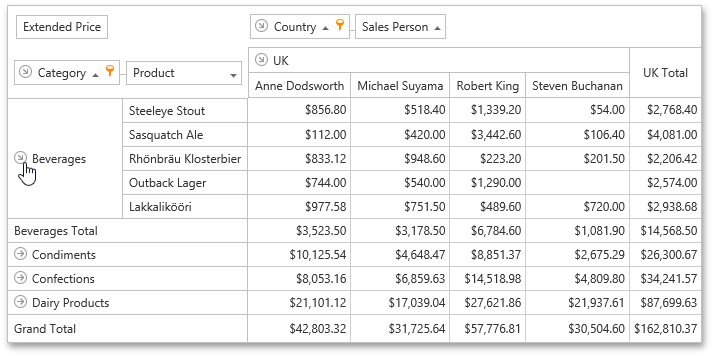 Extended Price
Country Sales Person
UK
Category Product
UK Total
Anne Dodsworth Michael Suyama Robert King Steven Buchanan
Beverages
Steeleye Stout $856.80 $518.40 $1,339.20 $54.00 $2,768.40
Sasquatch Ale $112.00 $420.00 $3,442.60 $106.40 $4,081.00
Rhönbräu Klosterbier $833.12 $948.60 $223.20 $201.50 $2,206.42
Outback Lager $744.00 $540.00 $1,290.00 $2,574.00
Lakkalikööri $977.58 $751.50 $489.60 $720.00 $2,938.68
Beverages Total $3,523.50 $3,178.50 $6,784.60 $1,081.90 $14,568.50
Condiments $10,125.54 $4,648.47 $8,851.37 $2,675.29 $26,300.67
Confections $8,053.16 $6,859.63 $14,518.98 $4,809.80 $34,241.57
Dairy Products $21,101.12 $17,039.04 $27,621.86 $21,937.61 $87,699.63
Grand Total $42,803.32 $31,725.64 $57,776.81 $30,504.60 $162,810.37